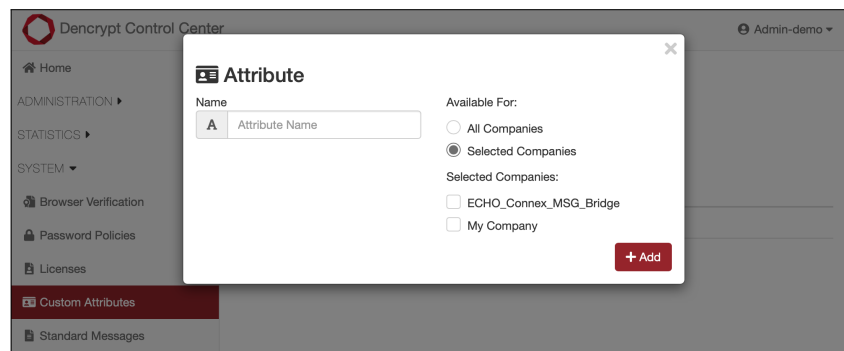 Dencrypt Control Center
Admin-demo
Home
ADMINISTRATION
STATISTICS
SYSTEM
Browser Verification
Password Policies
Licenses
Custom Attributes
Standard Messages
×
Attribute
Name
A
Attribute Name
Available For:
All Companies
Selected Companies
Selected Companies:
ECHO_Connex_MSG_Bridge
My Company
+ Add